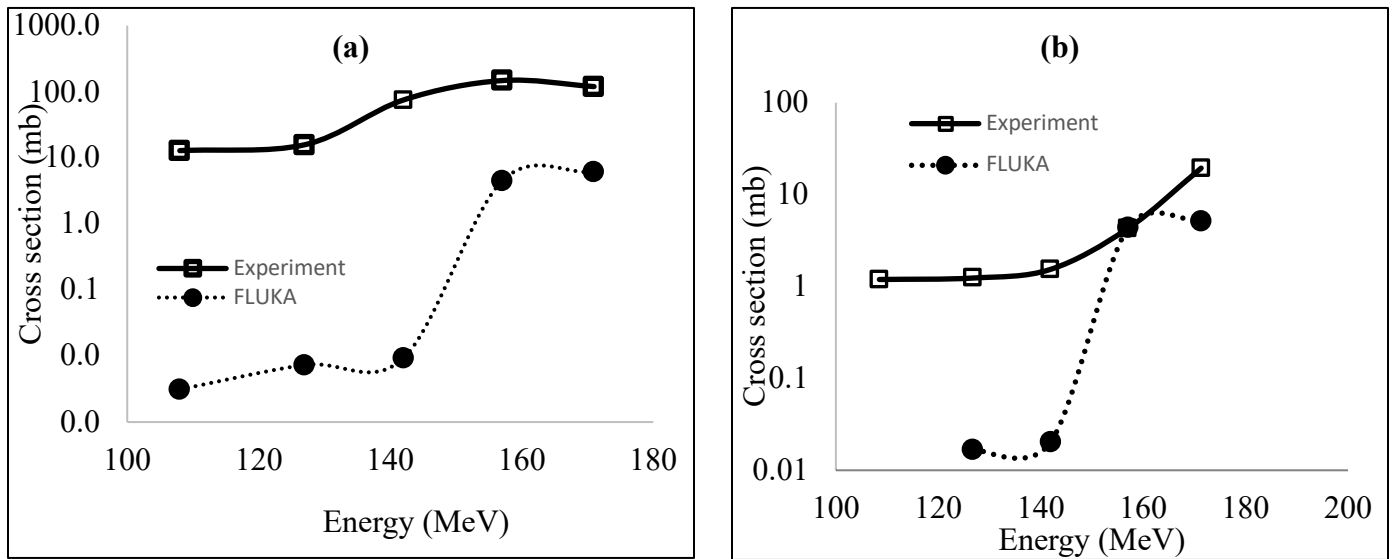 (a)
1000.0
100.0
10.0
1.0
0.1
0.0
0.0
Cross section (mb)
Experiment
FLUKA
100 120 140 160 180
Energy (MeV)
(b)
100
10
1
0.1
0.01
Cross section (mb)
Experiment
FLUKA
100 120 140 160 180 200
Energy (MeV)